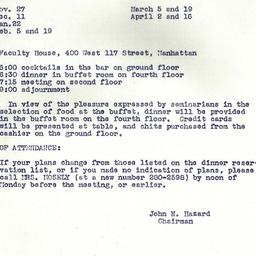 ov. 27 March 5 and 19
ec. 11 April 2 and 16
an.22
eb. 5 and 19
Faculty House, 400 West 117 Street, Manhattan
6:00 cocktails in the bar on ground floor
6:30 dinner in buffet room on fourth floor
7:15 meeting on second floor
9:00 adjournment
In view of the pleasure expressed by seminarians in the
selection of food at the buffet, dinner will be provided
in the buffet room on the fourth floor. Credit cards
will be presented at table, and chits purchased from the
cashier on the ground floor.
OF ATTENDANCE:
If your plans change from those listed on the dinner reser-
vation list, or if you made no indication of plans, please
call MRS. MOSELY (at a new number 280-2598) by noon of
Monday before the meeting, or earlier.
John N. Hazard
Chairman